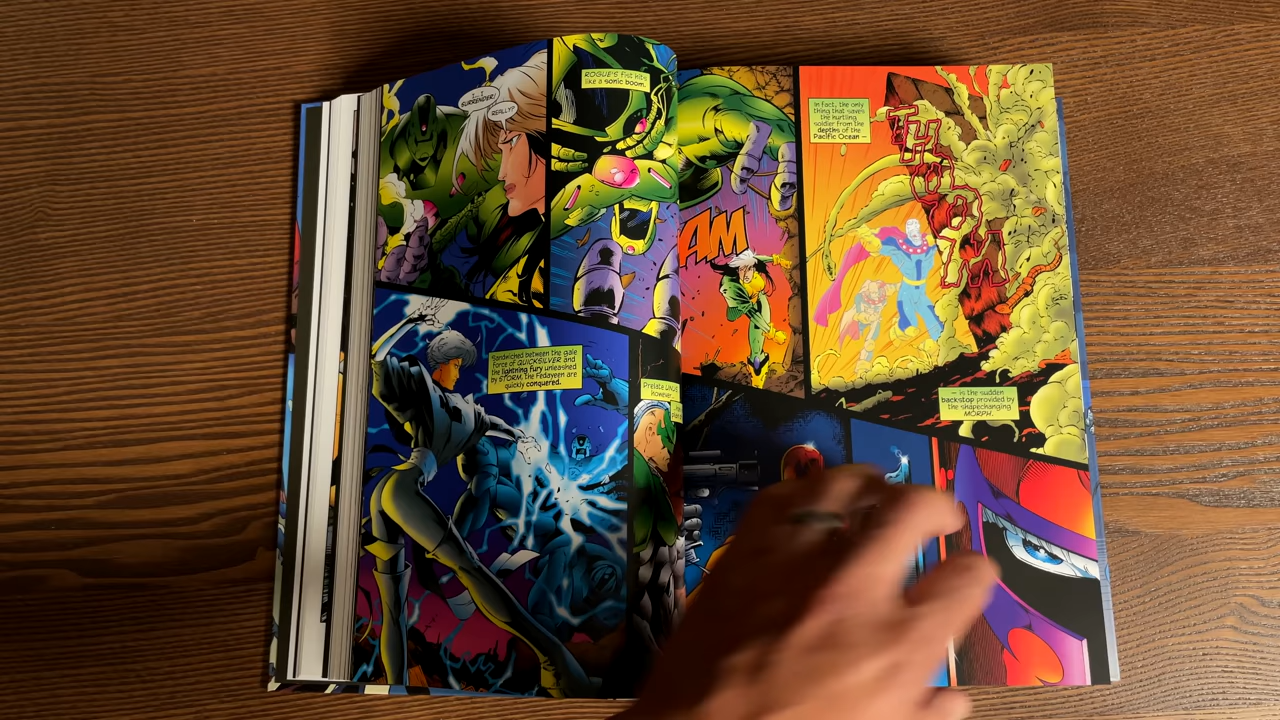 I...I
SURRENDER!
REALLY?
ROGUE'S fist hits
like a sonic boom.
AM
In fact, the only
thing that saves
the hurtling
soldier from the
depths of the
Pacific Ocean —
THOOM
— is the sudden
backstop provided by
the shapechanging
MORPH.
Sandwiched between the gale
force of QUICKSILVER and
the lightning fury unleashed
by STORM, the Fedayeen are
quickly conquered.
Prelate
however...